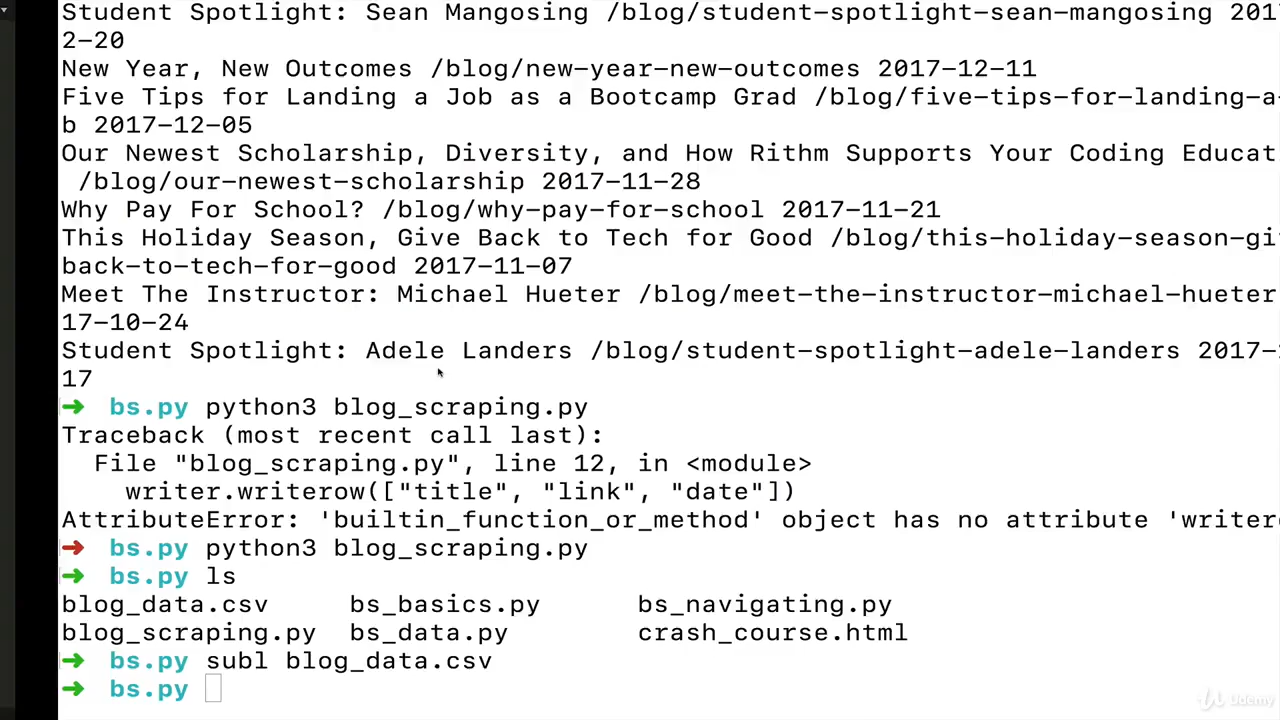 Student Spotlight: Sean Mangosing /blog/student-spotlight-sean-mangosing 201
2-20
New Year, New Outcomes /blog/new-year-new-outcomes 2017-12-11
Five Tips for Landing a Job as a Bootcamp Grad /blog/five-tips-for-landing-a-
b 2017-12-05
Our Newest Scholarship, Diversity, and How Rithm Supports Your Coding Educat
/blog/our-newest-scholarship 2017-11-28
Why Pay For School? /blog/why-pay-for-school 2017-11-21
This Holiday Season, Give Back to Tech for Good /blog/this-holiday-season-gi
back-to-tech-for-good 2017-11-07
Meet The Instructor: Michael Hueter /blog/meet-the-instructor-michael-hueter
17-10-24
Student Spotlight: Adele Landers /blog/student-spotlight-adele-landers 2017-
17
➜ bs.py python3 blog_scraping.py
Traceback (most recent call last):
File "blog_scraping.py", line 12, in <module>
writer.writerow(["title", "link", "date"])
AttributeError: 'builtin_function_or_method' object has no attribute 'writer
➜ bs.py python3 blog_scraping.py
➜ bs.py ls
blog_data.csv bs_basics.py bs_navigating.py
blog_scraping.py bs_data.py crash_course.html
➜ bs.py subl blog_data.csv
➜ bs.py
Udemy